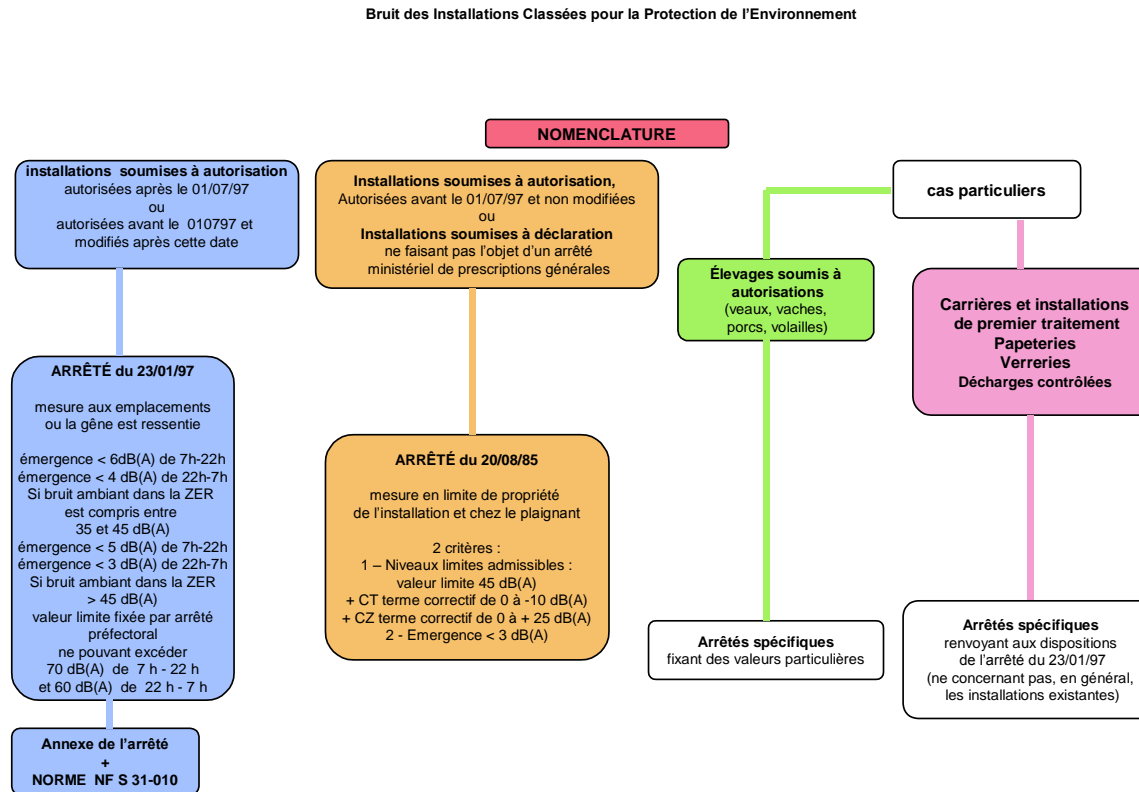 Bruit des Installations Classées pour la Protection de l'Environnement
NOMENCLATURE
installations soumises à autorisation
autorisées après le 01/07/97
ou
autorisées avant le 010797 et
modifiés après cette date
Installations soumises à autorisation,
Autorisées avant le 01/07/97 et non modifiées
ou
Installations soumises à déclaration
ne faisant pas l'objet d'un arrêté
ministériel de prescriptions générales
cas particuliers
Élevages soumis à
autorisations
(veaux, vaches,
porcs, volailles)
Carrières et installations
de premier traitement
Papeteries
Verreries
Décharges contrôlées
ARRÊTÉ du 23/01/97
mesure aux emplacements
ou la gêne est ressentie
émergence < 6dB(A) de 7h-22h
émergence < 4 dB(A) de 22h-7h
Si bruit ambiant dans la ZER
est compris entre
35 et 45 dB(A)
émergence < 5 dB(A) de 7h-22h
émergence < 3 dB(A) de 22h-7h
Si bruit ambiant dans la ZER
> 45 dB(A)
valeur limite fixée par arrêté
préfectoral
ne pouvant excéder
70 dB(A) de 7 h - 22 h
et 60 dB(A) de 22 h - 7 h
ARRÊTÉ du 20/08/85
mesure en limite de propriété
de l'installation et chez le plaignant
2 critères :
1 – Niveaux limites admissibles :
valeur limite 45 dB(A)
+ CT terme correctif de 0 à -10 dB(A)
+ CZ terme correctif de 0 à + 25 dB(A)
2 - Emergence < 3 dB(A)
Arrêtés spécifiques
fixant des valeurs particulières
Arrêtés spécifiques
renvoyant aux dispositions
de l'arrêté du 23/01/97
(ne concernant pas, en général,
les installations existantes)
Annexe de l'arrêté
+
NORME NF S 31-010